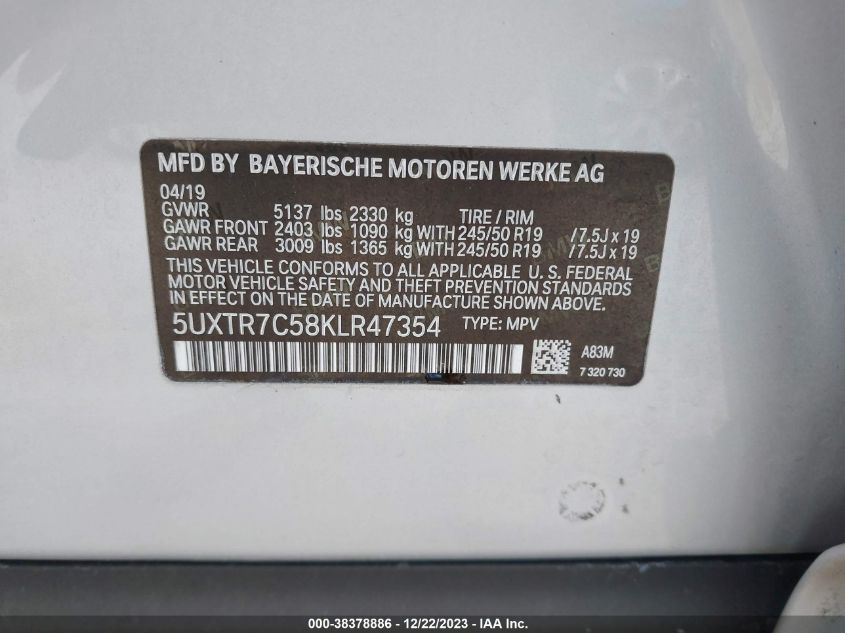 MFD BY BAYERISCHE MOTOREN WERKE AG
04/19
GVWR 5137 lbs 2330 kg TIRE / RIM
GAWR FRONT 2403 lbs 1090 kg WITH 245/50 R19 /7.5J x 19
GAWR REAR 3009 lbs 1365 kg WITH 245/50 R19 /7.5J x 19
THIS VEHICLE CONFORMS TO ALL APPLICABLE U. S. FEDERAL
MOTOR VEHICLE SAFETY AND THEFT PREVENTION STANDARDS
IN EFFECT ON THE DATE OF MANUFACTURE SHOWN ABOVE.
5UXTR7C58KLR47354 TYPE: MPV
A83M
7 320 730
000-38378886 - 12/22/2023 - IAA Inc.